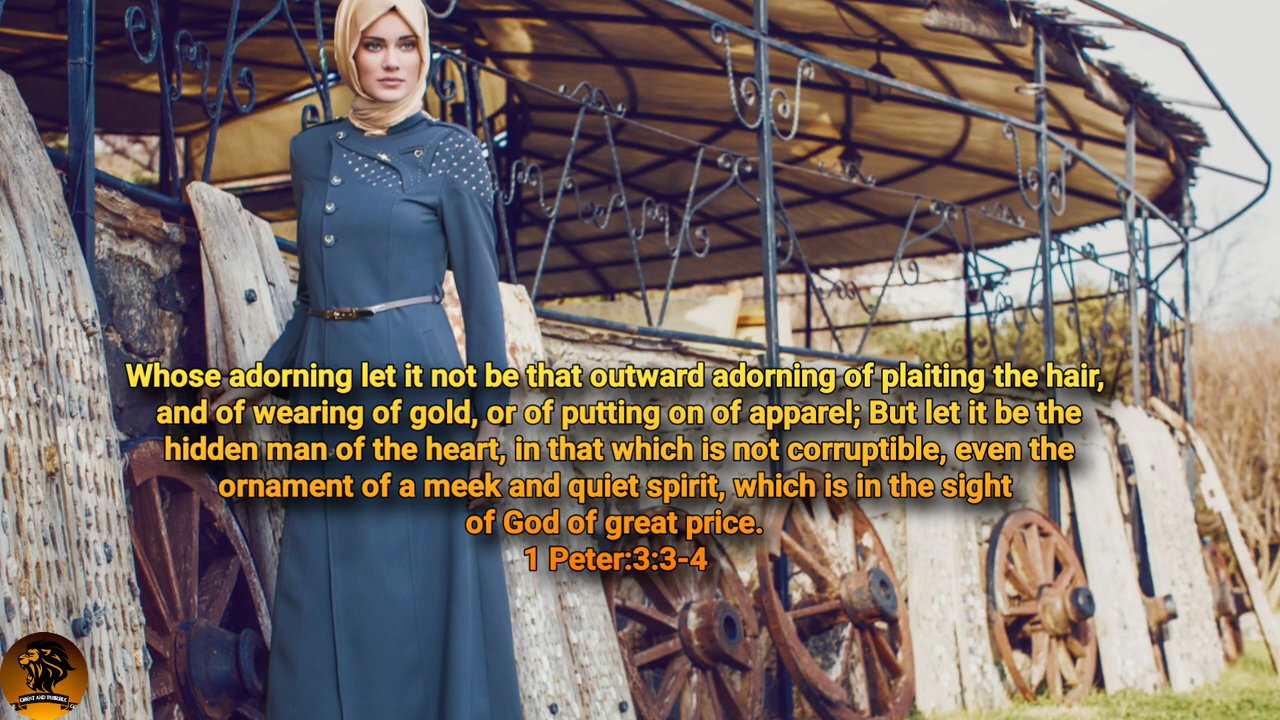 Whose adorning let it not be that outward adorning of plaiting the hair,
and of wearing of gold, or of putting on of apparel; But let it be the
hidden man of the heart, in that which is not corruptible, even the
ornament of a meek and quiet spirit, which is in the sight
of God of great price.
1 Peter:3:3-4
GREAT AND TERRIBLE